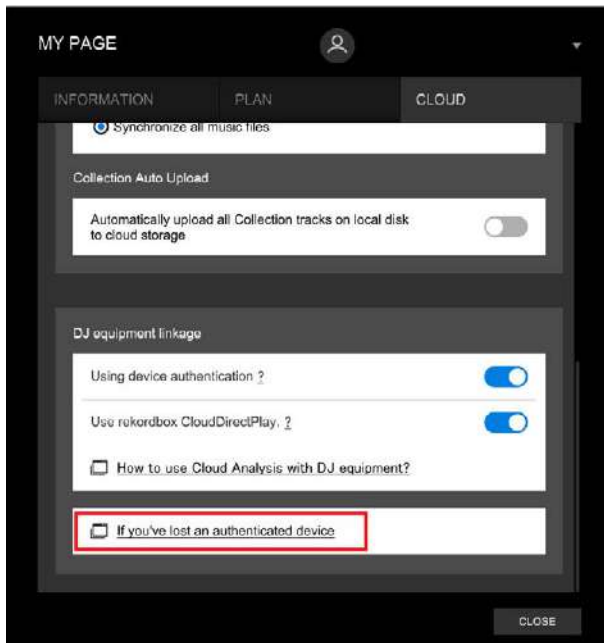 MY PAGE
INFORMATION PLAN CLOUD
Synchronize all music files
Collection Auto Upload
Automatically upload all Collection tracks on local disk
to cloud storage
DJ equipment linkage
Using device authentication ?
Use rekordbox CloudDirectPlay. ?
How to use Cloud Analysis with DJ equipment?
If you've lost an authenticated device
CLOSE